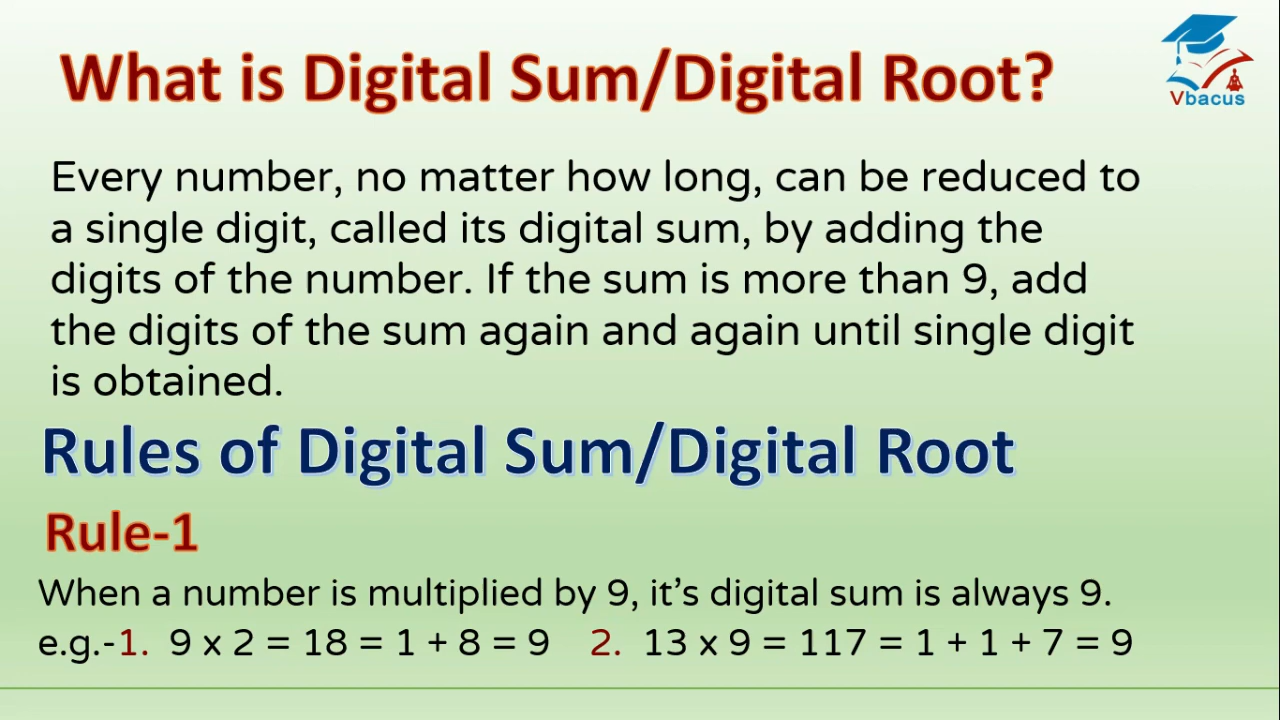 What is Digital Sum/Digital Root?
Vbacus
Every number, no matter how long, can be reduced to
a single digit, called its digital sum, by adding the
digits of the number. If the sum is more than 9, add
the digits of the sum again and again until single digit
is obtained.
Rules of Digital Sum/Digital Root
Rule-1
When a number is multiplied by 9, it’s digital sum is always 9.
e.g.-1. 9 x 2 = 18 = 1 + 8 = 9 2. 13 x 9 = 117 = 1 + 1 + 7 = 9